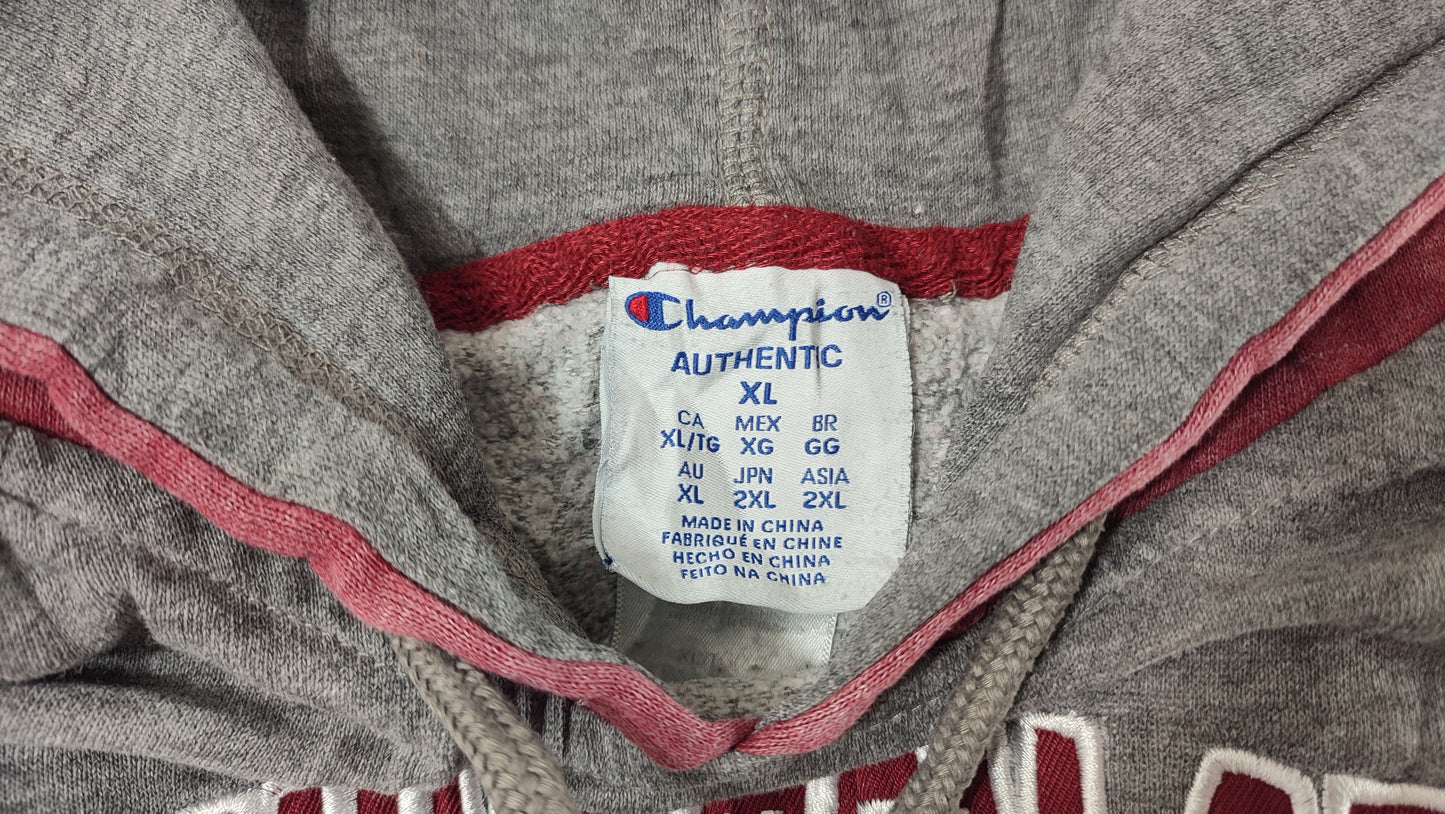 Champion®
AUTHENTIC
XL
CA MEX BR
XL/TG XG GG
AU JPN ASIA
XL 2XL 2XL
MADE IN CHINA
FABRIQUÉ EN CHINE
HECHO EN CHINA
FEITO NA CHINA